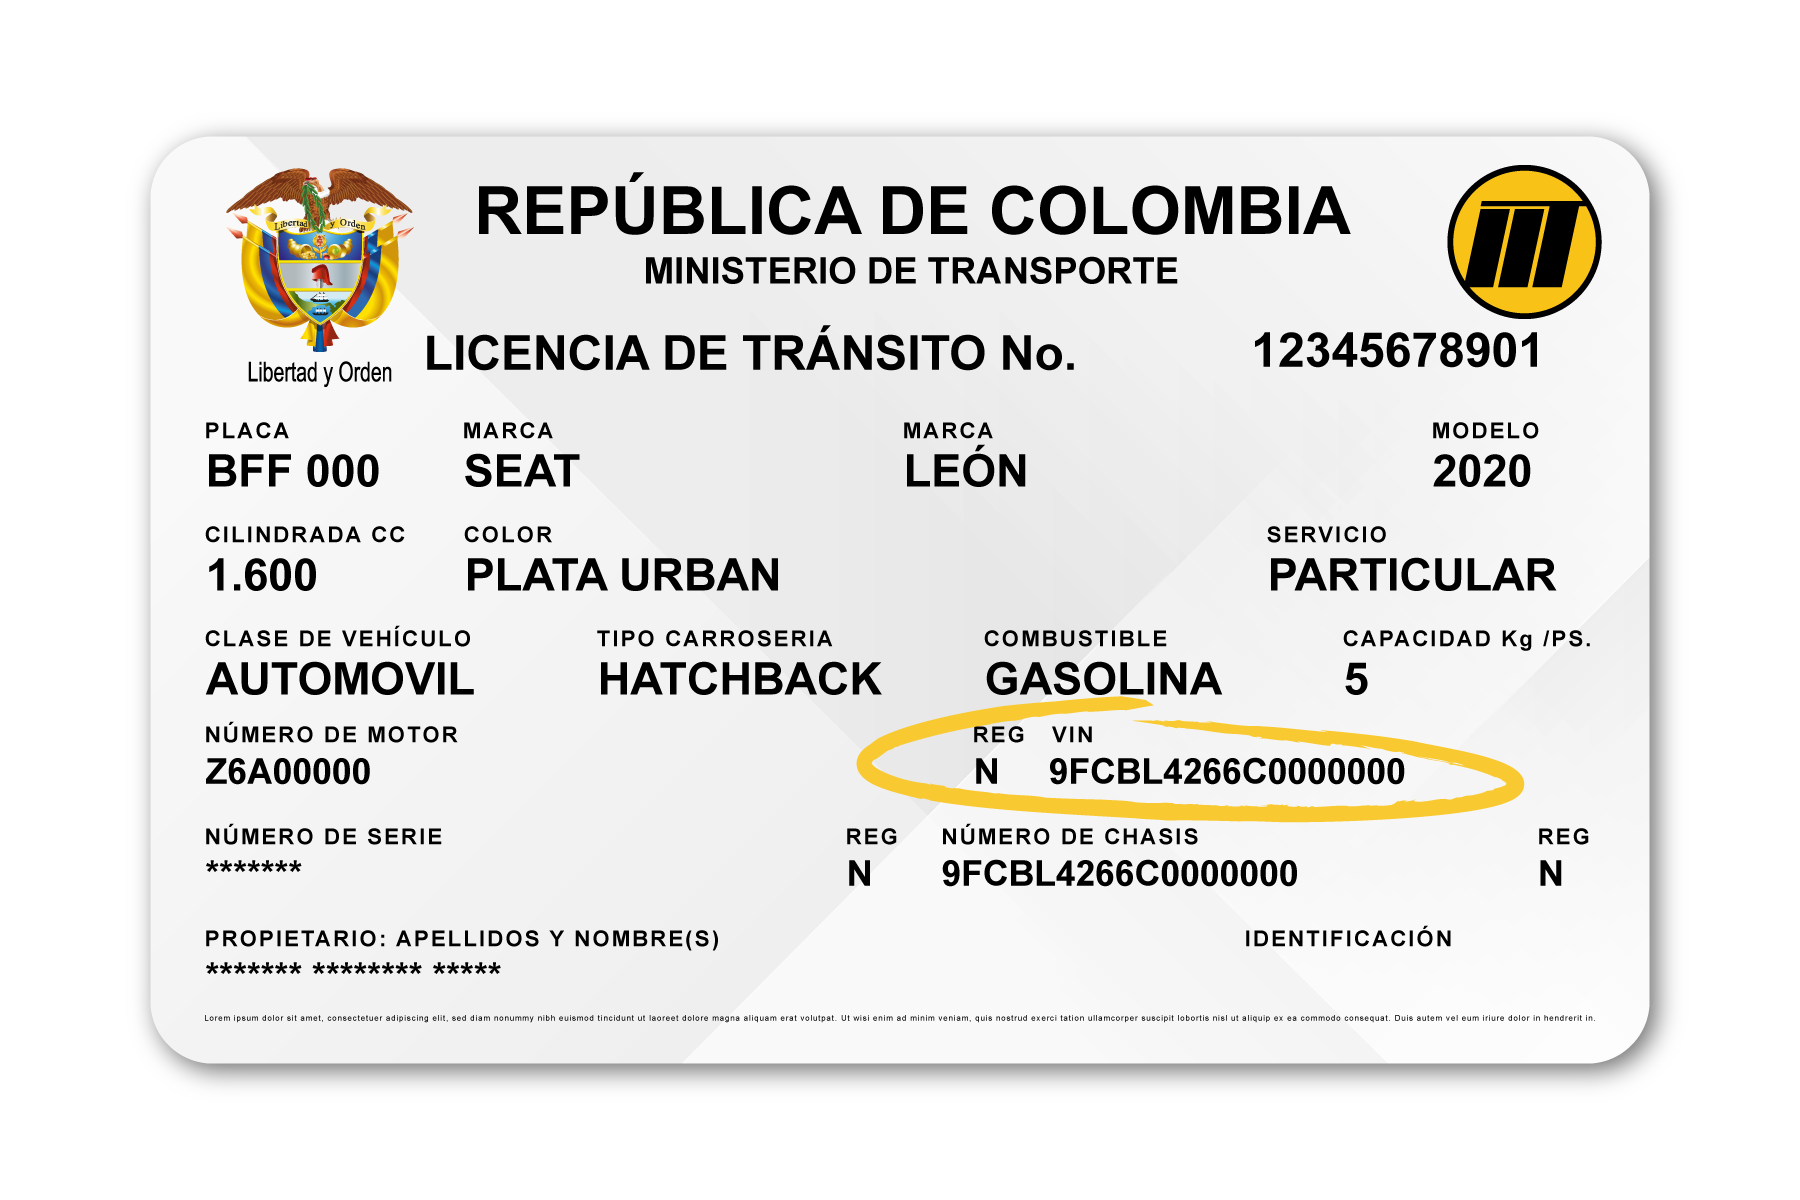 REPÚBLICA DE COLOMBIA
MINISTERIO DE TRANSPORTE
Libertad y Orden
Libertad y Orden
LICENCIA DE TRÁNSITO No. 12345678901
PLACA MARCA MARCA MODELO
BFF 000 SEAT LEÓN 2020
CILINDRADA CC COLOR SERVICIO
1.600 PLATA URBAN PARTICULAR
CLASE DE VEHÍCULO TIPO CARROSERIA COMBUSTIBLE CAPACIDAD Kg /PS.
AUTOMOVIL HATCHBACK GASOLINA 5
NÚMERO DE MOTOR REG VIN
Z6A00000 N 9FCBL4266C0000000
NÚMERO DE SERIE REG NÚMERO DE CHASIS REG
******* N 9FCBL4266C0000000 N
PROPIETARIO: APELLIDOS Y NOMBRE(S) IDENTIFICACIÓN
******* ******** *****
Lorem ipsum dolor sit amet, consectetuer adipiscing elit, sed diam nonummy nibh euismod tincidunt ut laoreet dolore magna aliquam erat volutpat. Ut wisi enim ad minim veniam, quis nostrud exerci tation ullamcorper suscipit lobortis nisl ut aliquip ex ea commodo consequat. Duis autem vel eum iriure dolor in hendrerit in.